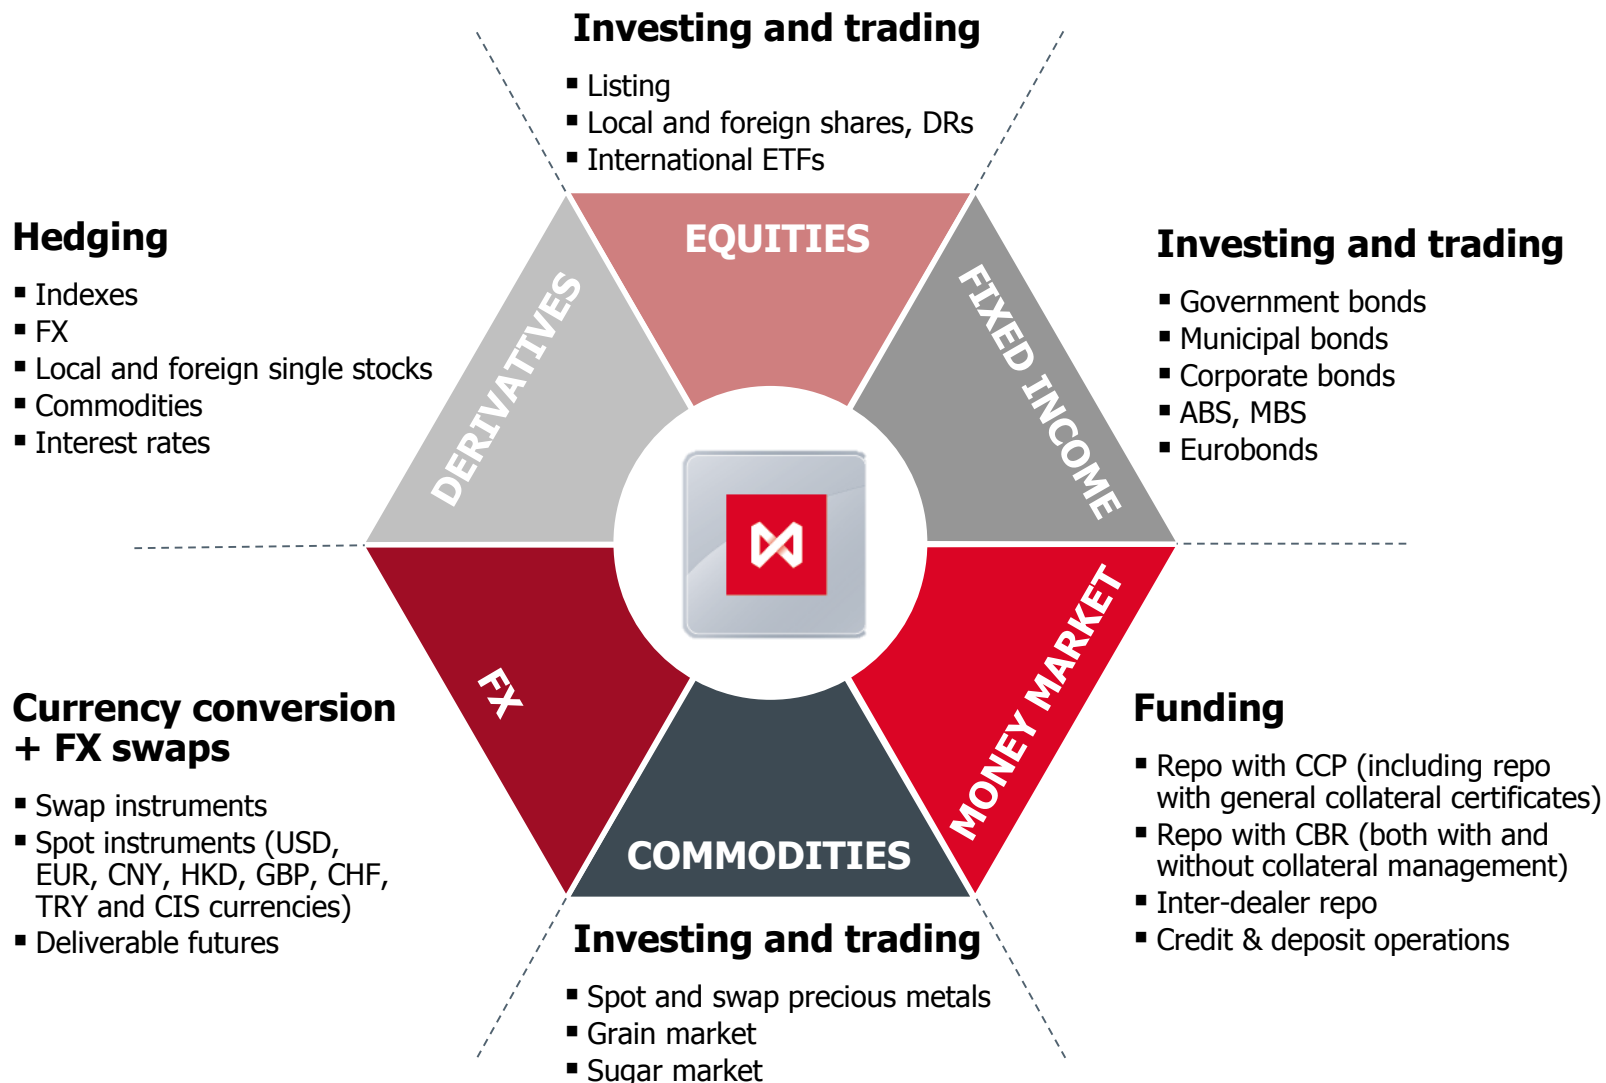 Investing and trading
▪ Listing
▪ Local and foreign shares, DRs
▪ International ETFs
EQUITIES
Hedging
▪ Indexes
▪ FX
▪ Local and foreign single stocks
▪ Commodities
▪ Interest rates
DERIVATIVES
FIXED INCOME
Investing and trading
▪ Government bonds
▪ Municipal bonds
▪ Corporate bonds
▪ ABS, MBS
▪ Eurobonds
FX
Currency conversion
+ FX swaps
▪ Swap instruments
▪ Spot instruments (USD,
EUR, CNY, HKD, GBP, CHF,
TRY and CIS currencies)
▪ Deliverable futures
COMMODITIES
Investing and trading
▪ Spot and swap precious metals
▪ Grain market
▪ Sugar market
MONEY MARKET
Funding
▪ Repo with CCP (including repo
with general collateral certificates)
▪ Repo with CBR (both with and
without collateral management)
▪ Inter-dealer repo
▪ Credit & deposit operations